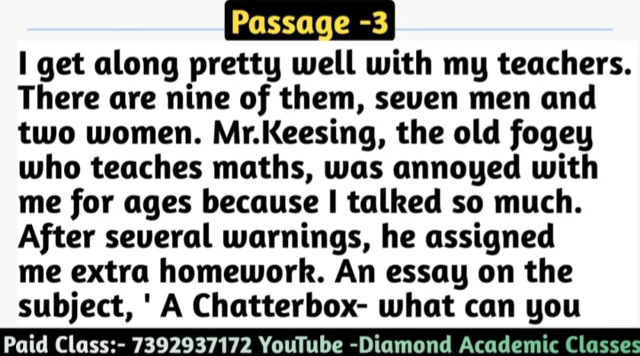 Passage -3
I get along pretty well with my teachers.
There are nine of them, seven men and
two women. Mr.Keesing, the old fogey
who teaches maths, was annoyed with
me for ages because I talked so much.
After several warnings, he assigned
me extra homework. An essay on the
subject, ' A Chatterbox- what can you
Paid Class:- 7392937172 YouTube -Diamond Academic Classes